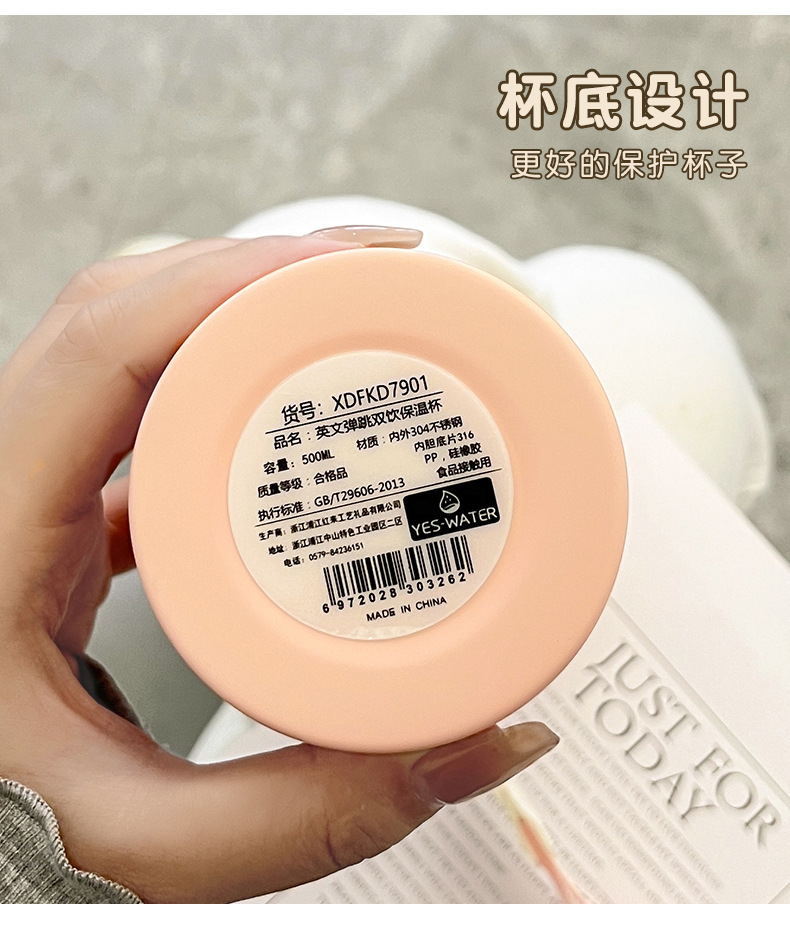 杯底设计
更好的保护杯子
货号：XDFKD7901
品名：英文弹跳双饮保温杯
容量：500ML 材质：内外304不锈钢
内胆底片316
质量等级：合格品 PP，硅橡胶
食品接触用
执行标准：GB/T29606-2013
生产商：浙江浦江红来工艺礼品有限公司
地址：浙江浦江中山特色工业园区二区
电话：0579-84236151
YES-WATER
6 972028 303262
MADE IN CHINA
JUST FOR
TODAY